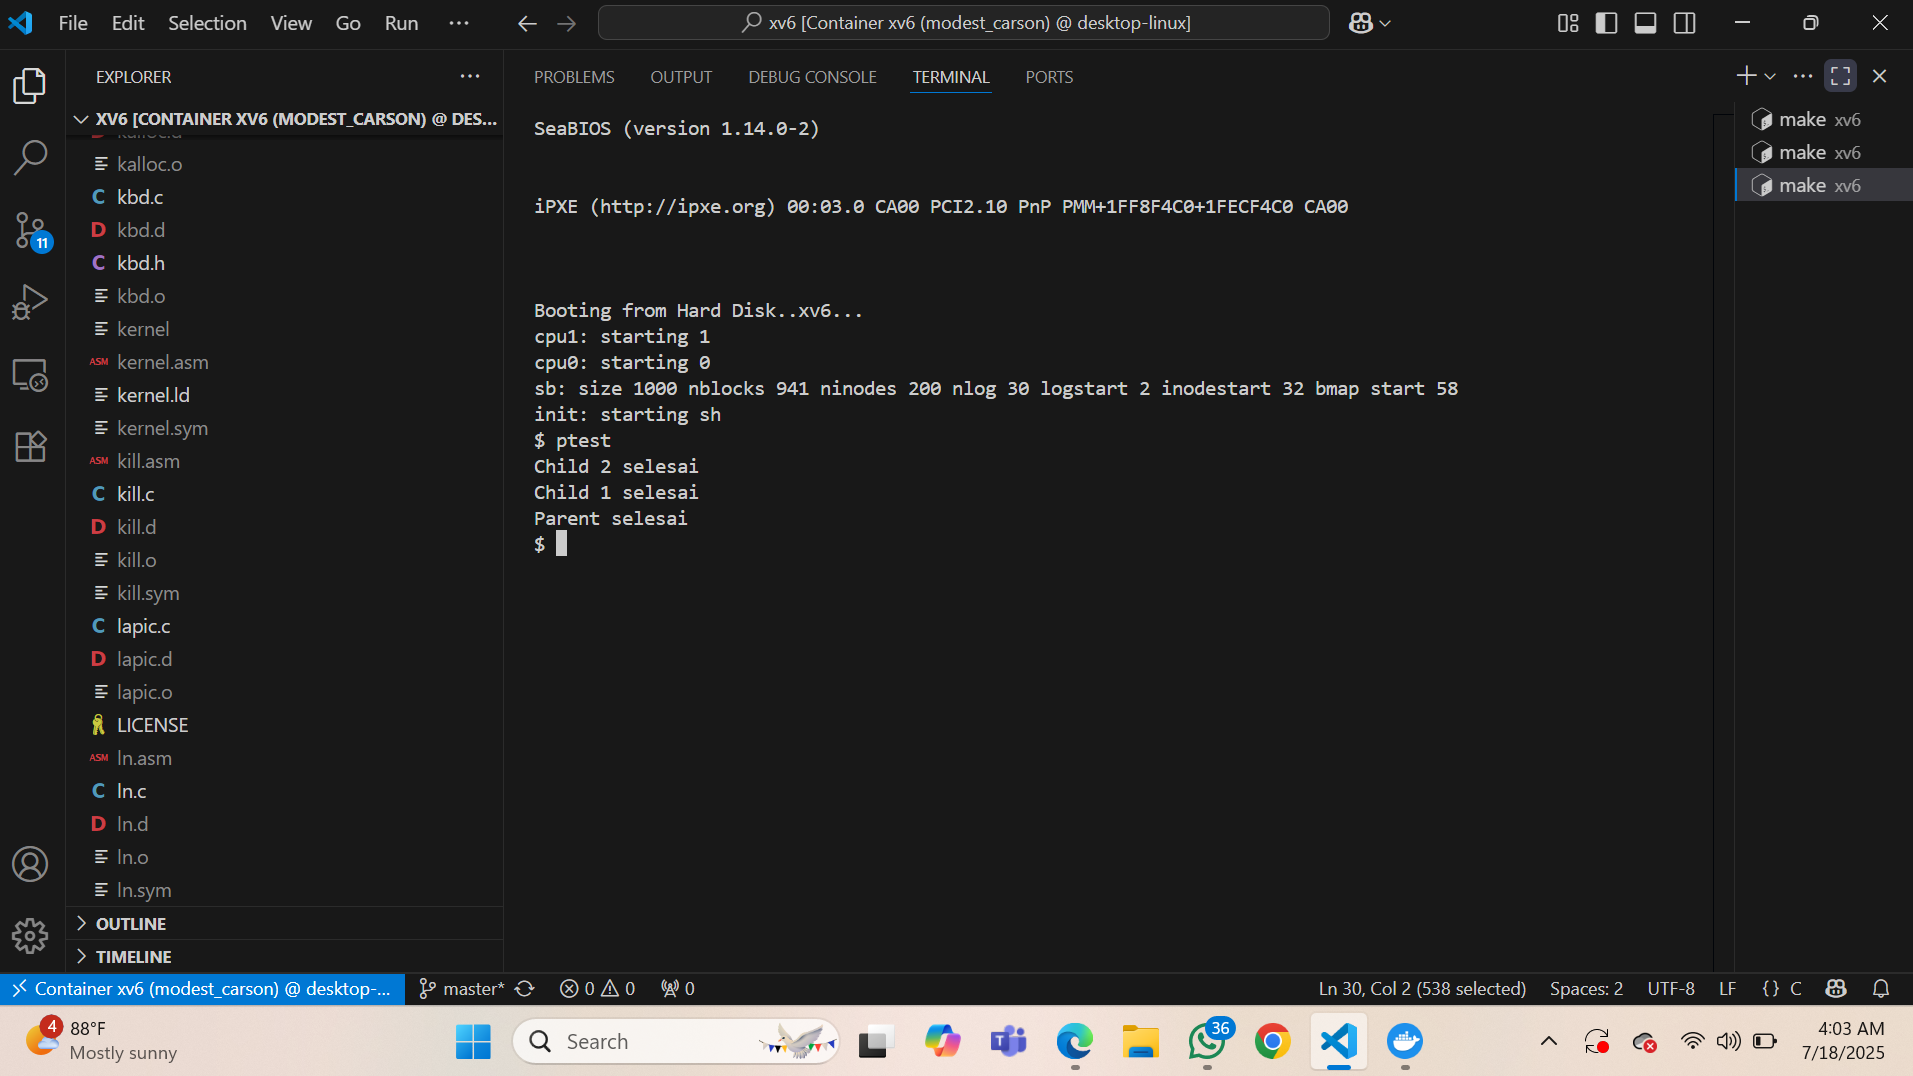 File Edit Selection View Go Run ...
xv6 [Container xv6 (modest_carson) @ desktop-linux]
EXPLORER
XV6 [CONTAINER XV6 (MODEST_CARSON) @ DES...
kalloc.d
kalloc.o
C kbd.c
D kbd.d
C kbd.h
kbd.o
kernel
ASM kernel.asm
kernel.ld
kernel.sym
ASM kill.asm
C kill.c
D kill.d
kill.o
kill.sym
C lapic.c
D lapic.d
lapic.o
LICENSE
ASM ln.asm
C ln.c
D ln.d
ln.o
ln.sym
OUTLINE
TIMELINE
11
PROBLEMS OUTPUT DEBUG CONSOLE TERMINAL PORTS
SeaBIOS (version 1.14.0-2)
iPXE (http://ipxe.org) 00:03.0 CA00 PCI2.10 PnP PMM+1FF8F4C0+1FECF4C0 CA00
Booting from Hard Disk..xv6...
cpu1: starting 1
cpu0: starting 0
sb: size 1000 nblocks 941 ninodes 200 nlog 30 logstart 2 inodestart 32 bmap start 58
init: starting sh
$ ptest
Child 2 selesai
Child 1 selesai
Parent selesai
$
make xv6
make xv6
make xv6
Container xv6 (modest_carson) @ desktop-... master* 0 0 0 Ln 30, Col 2 (538 selected) Spaces: 2 UTF-8 LF {} C
4
88°F
Mostly sunny
Search
36
4:03 AM
7/18/2025